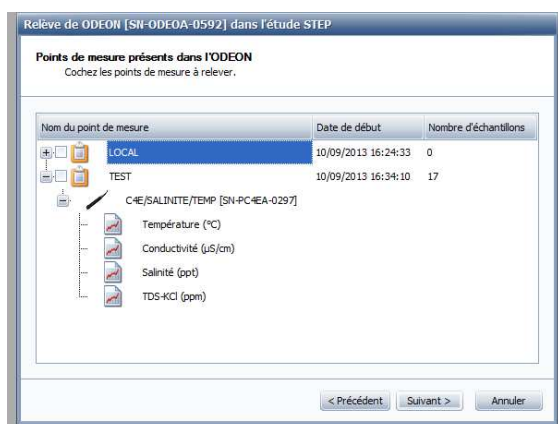 Relève de ODEON [SN-ODEOA-0592] dans l'étude STEP
Points de mesure présents dans l'ODEON
Cochez les points de mesure à relever.
Nom du point de mesure Date de début Nombre d'échantillons
LOCAL 10/09/2013 16:24:33 0
TEST 10/09/2013 16:34:10 17
C4E/SALINITE/TEMP [SN-PC4EA-0297]
Température (°C)
Conductivité (µS/cm)
Salinité (ppt)
TDS-KCl (ppm)
< Précédent Suivant > Annuler